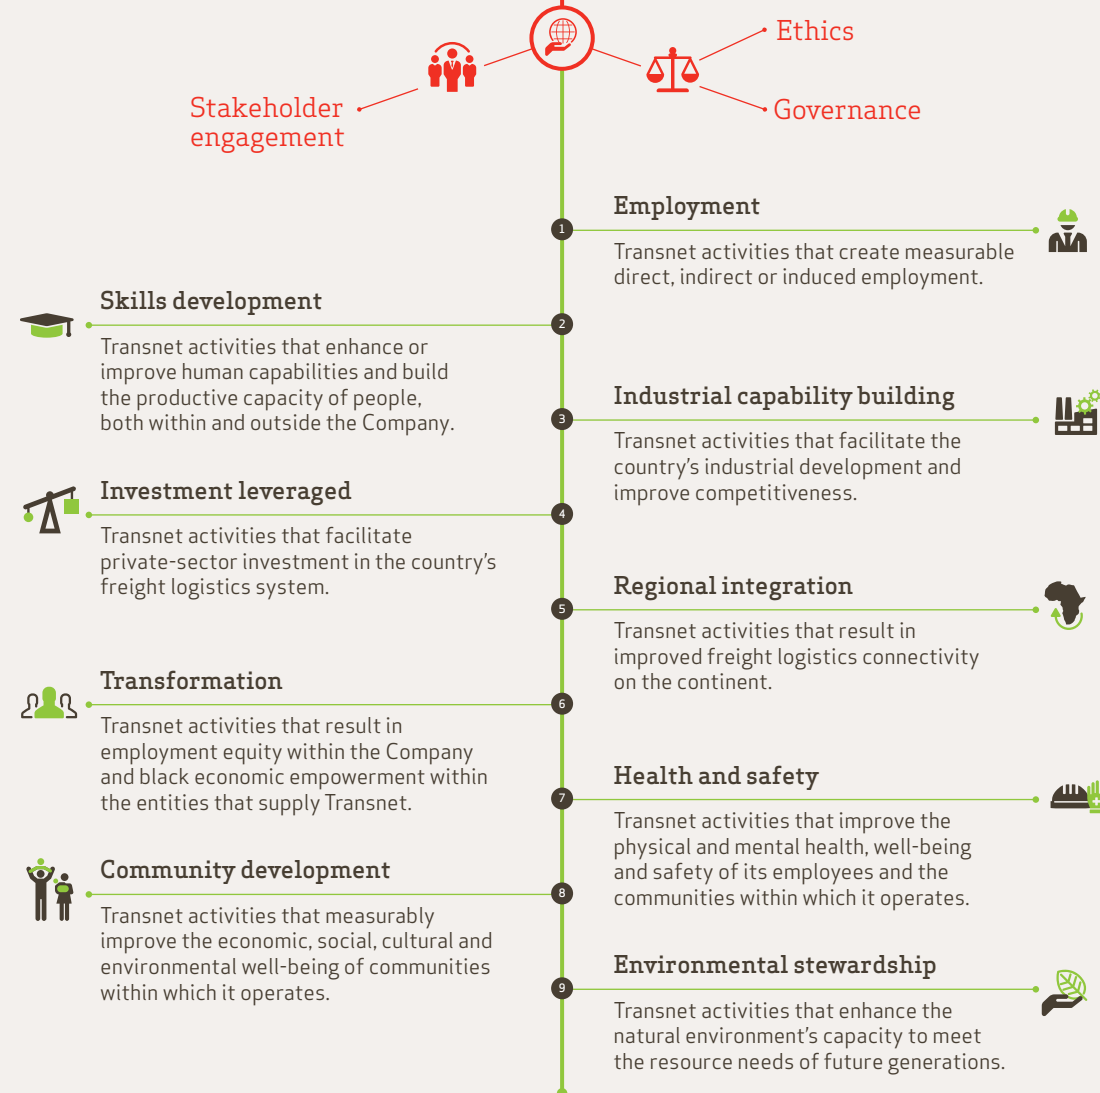 Ethics
Stakeholder
engagement
Governance
Employment
1
Transnet activities that create measurable
direct, indirect or induced employment.
Skills development
2
Transnet activities that enhance or
improve human capabilities and build
the productive capacity of people,
both within and outside the Company.
Industrial capability building
3
Transnet activities that facilitate the
country's industrial development and
improve competitiveness.
Investment leveraged
4
Transnet activities that facilitate
private-sector investment in the country's
freight logistics system.
Regional integration
5
Transnet activities that result in
improved freight logistics connectivity
on the continent.
Transformation
6
Transnet activities that result in
employment equity within the Company
and black economic empowerment within
the entities that supply Transnet.
Health and safety
7
Transnet activities that improve the
physical and mental health, well-being
and safety of its employees and the
communities within which it operates.
Community development
8
Transnet activities that measurably
improve the economic, social, cultural and
environmental well-being of communities
within which it operates.
Environmental stewardship
9
Transnet activities that enhance the
natural environment's capacity to meet
the resource needs of future generations.